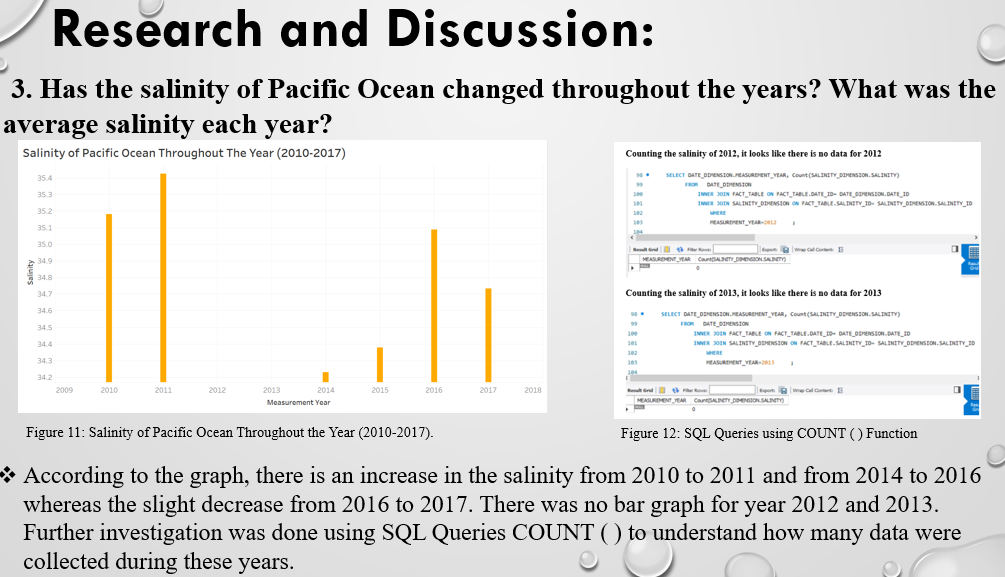 Research and Discussion:
3. Has the salinity of Pacific Ocean changed throughout the years? What was the
average salinity each year?
Salinity of Pacific Ocean Throughout The Year (2010-2017)
35.4
35.3
35.2
35.1
35.0
34.9
34.8
34.7
34.6
34.5
34.4
34.3
34.2
Salinity
2009 2010 2011 2012 2013 2014 2015 2016 2017 2018
Measurement Year
Figure 11: Salinity of Pacific Ocean Throughout the Year (2010-2017).
Counting the salinity of 2012, it looks like there is no data for 2012
98 SELECT DATE_DIMENSION.MEASUREMENT_YEAR, Count(SALINITY_DIMENSION.SALINITY)
99 FROM DATE_DIMENSION
100 INNER JOIN FACT_TABLE ON FACT_TABLE.DATE_ID= DATE_DIMENSION.DATE_ID
101 INNER JOIN SALINITY_DIMENSION ON FACT_TABLE.SALINITY_ID= SALINITY_DIMENSION.SALINITY_ID
102 WHERE
103 MEASUREMENT_YEAR=2012 ;
104
Result Grid Filter Rows: Export: Wrap Cell Content:
MEASUREMENT_YEAR Count(SALINITY_DIMENSION.SALINITY)
NULL 0
Result
Grid
Counting the salinity of 2013, it looks like there is no data for 2013
98 SELECT DATE_DIMENSION.MEASUREMENT_YEAR, Count(SALINITY_DIMENSION.SALINITY)
99 FROM DATE_DIMENSION
100 INNER JOIN FACT_TABLE ON FACT_TABLE.DATE_ID= DATE_DIMENSION.DATE_ID
101 INNER JOIN SALINITY_DIMENSION ON FACT_TABLE.SALINITY_ID= SALINITY_DIMENSION.SALINITY_ID
102 WHERE
103 MEASUREMENT_YEAR=2013 ;
104
Result Grid Filter Rows: Export: Wrap Cell Content:
MEASUREMENT_YEAR Count(SALINITY_DIMENSION.SALINITY)
NULL 0
Grid
Figure 12: SQL Queries using COUNT ( ) Function
❖ According to the graph, there is an increase in the salinity from 2010 to 2011 and from 2014 to 2016
whereas the slight decrease from 2016 to 2017. There was no bar graph for year 2012 and 2013.
Further investigation was done using SQL Queries COUNT ( ) to understand how many data were
collected during these years.